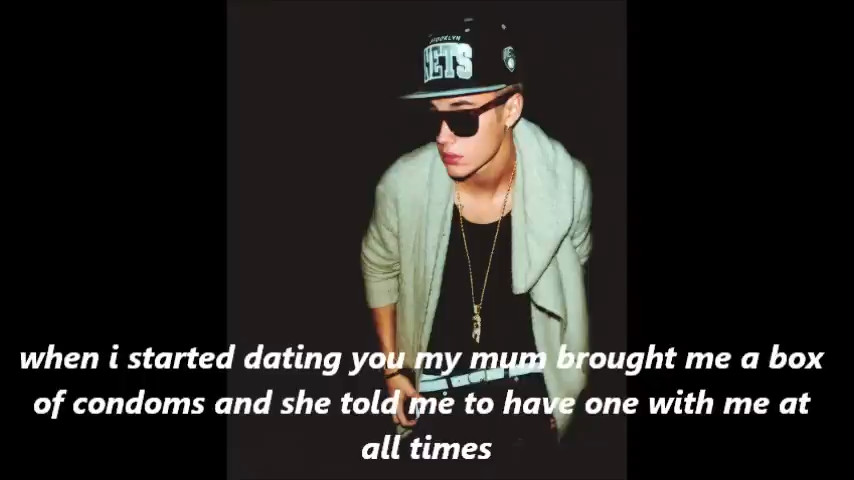 BROOKLYN
NETS
when i started dating you my mum brought me a box
of condoms and she told me to have one with me at
all times